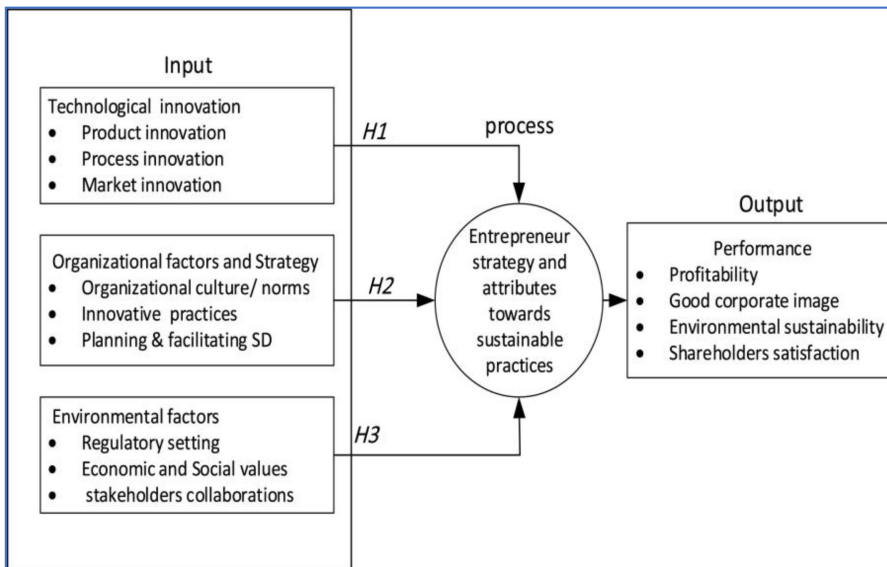 Input
Technological innovation
• Product innovation
• Process innovation
• Market innovation
H1
process
Organizational factors and Strategy
• Organizational culture/ norms
• Innovative practices
• Planning & facilitating SD
H2
Environmental factors
• Regulatory setting
• Economic and Social values
• stakeholders collaborations
H3
Entrepreneur
strategy and
attributes
towards
sustainable
practices
Output
Performance
• Profitability
• Good corporate image
• Environmental sustainability
• Shareholders satisfaction